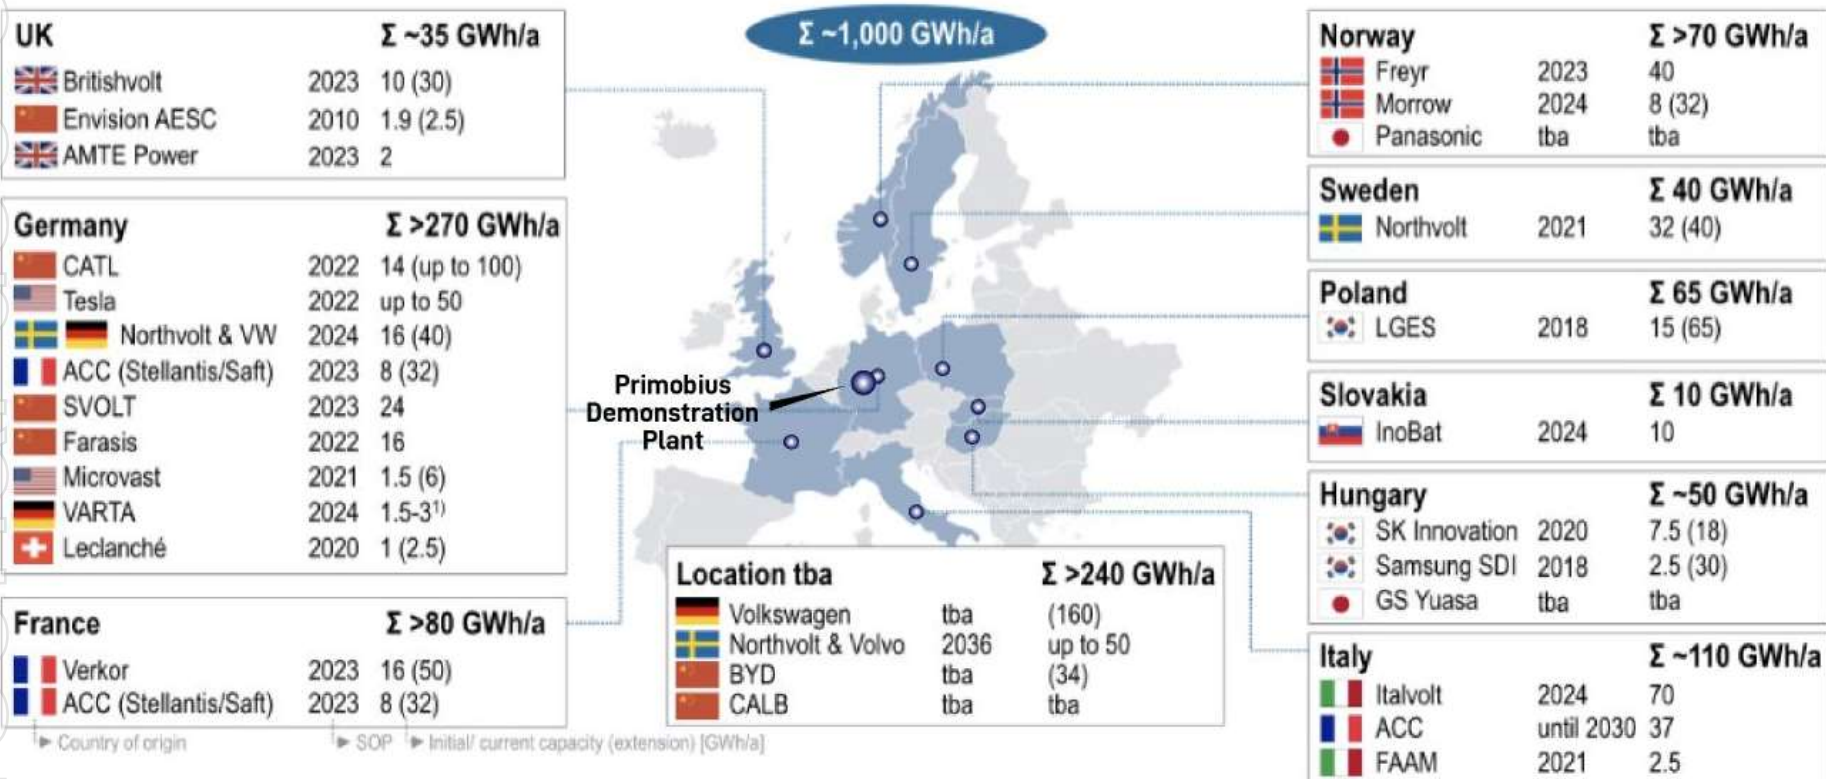 Σ ~1,000 GWh/a
UK Σ ~35 GWh/a
Britishvolt 2023 10 (30)
Envision AESC 2010 1.9 (2.5)
AMTE Power 2023 2
Germany Σ >270 GWh/a
CATL 2022 14 (up to 100)
Tesla 2022 up to 50
Northvolt & VW 2024 16 (40)
ACC (Stellantis/Saft) 2023 8 (32)
SVOLT 2023 24
Farasis 2022 16
Microvast 2021 1.5 (6)
VARTA 2024 1.5-3¹⁾
Leclanché 2020 1 (2.5)
France Σ >80 GWh/a
Verkor 2023 16 (50)
ACC (Stellantis/Saft) 2023 8 (32)
Country of origin SOP Initial/ current capacity (extension) [GWh/a]
Primobius
Demonstration
Plant
Location tba Σ >240 GWh/a
Volkswagen tba (160)
Northvolt & Volvo 2036 up to 50
BYD tba (34)
CALB tba tba
Norway Σ >70 GWh/a
Freyr 2023 40
Morrow 2024 8 (32)
Panasonic tba tba
Sweden Σ 40 GWh/a
Northvolt 2021 32 (40)
Poland Σ 65 GWh/a
LGES 2018 15 (65)
Slovakia Σ 10 GWh/a
InoBat 2024 10
Hungary Σ ~50 GWh/a
SK Innovation 2020 7.5 (18)
Samsung SDI 2018 2.5 (30)
GS Yuasa tba tba
Italy Σ ~110 GWh/a
Italvolt 2024 70
ACC until 2030 37
FAAM 2021 2.5